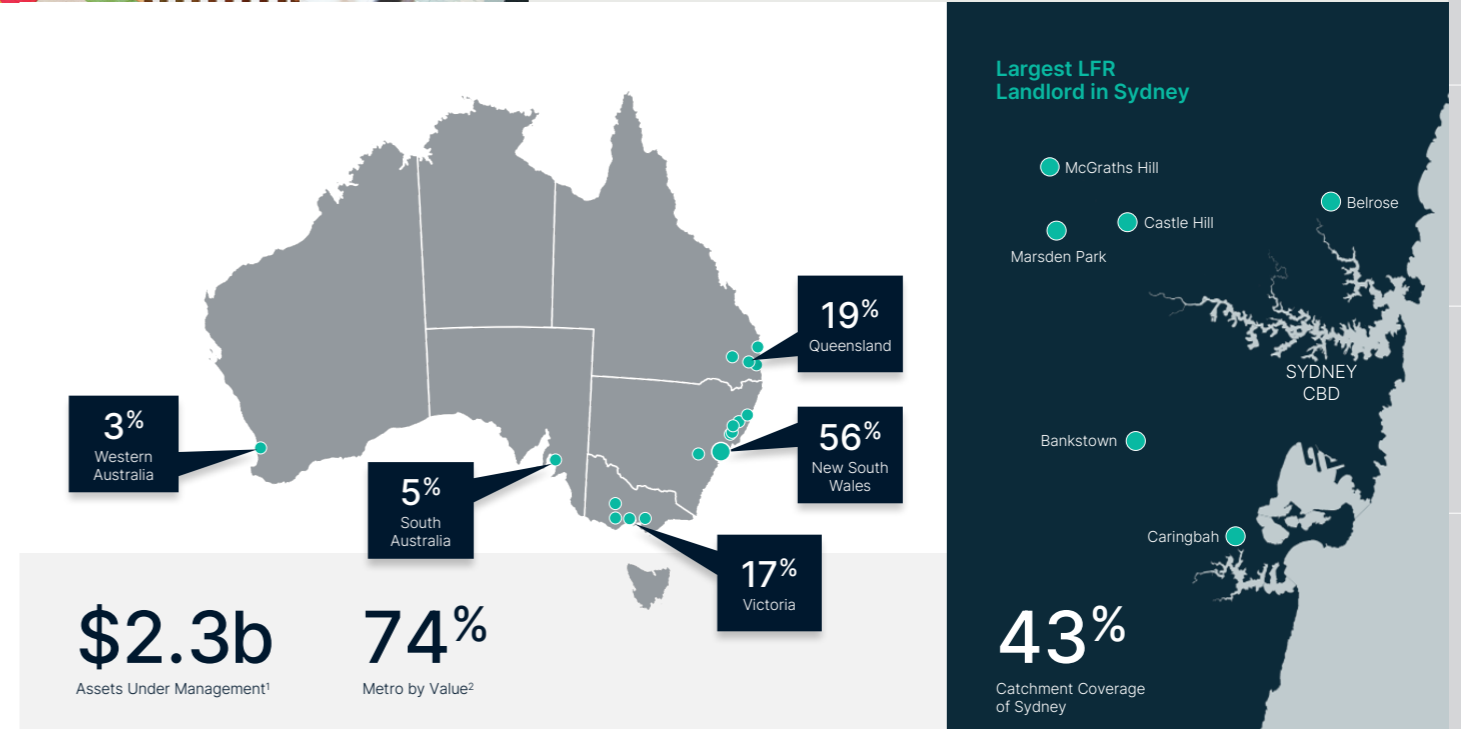 19%
Queensland
3%
Western
Australia
56%
New South
Wales
5%
South
Australia
17%
Victoria
$2.3b
Assets Under Management¹
74%
Metro by Value²
Largest LFR
Landlord in Sydney
McGraths Hill
Belrose
Castle Hill
Marsden Park
SYDNEY
CBD
Bankstown
Caringbah
43%
Catchment Coverage
of Sydney